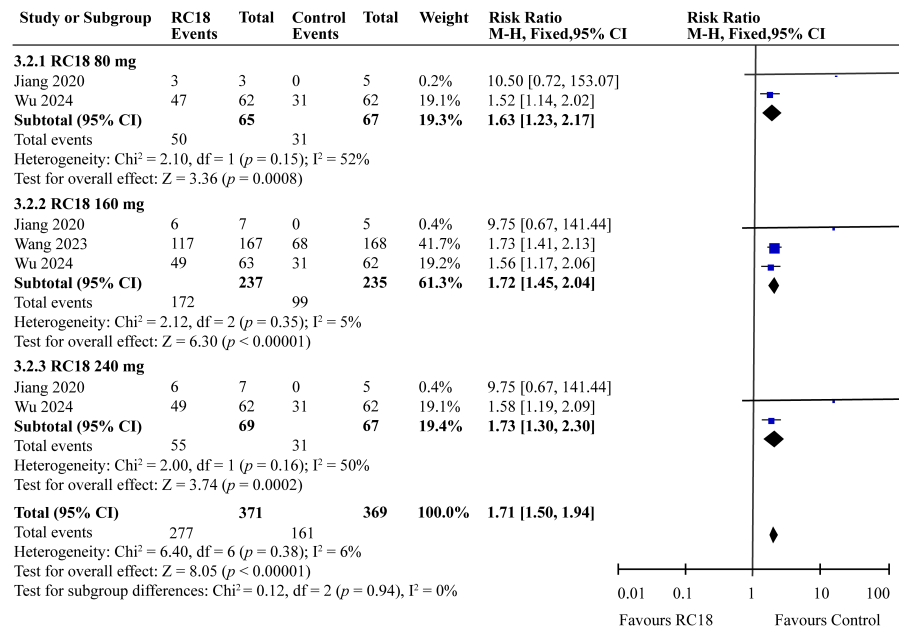 Study or Subgroup RC18 Total Control Total Weight Risk Ratio Risk Ratio
Events Events M-H, Fixed,95% CI M-H, Fixed,95% CI
3.2.1 RC18 80 mg
Jiang 2020 3 3 0 5 0.2% 10.50 [0.72, 153.07]
Wu 2024 47 62 31 62 19.1% 1.52 [1.14, 2.02]
Subtotal (95% CI) 65 67 19.3% 1.63 [1.23, 2.17]
Total events 50 31
Heterogeneity: Chi² = 2.10, df = 1 (p = 0.15); I² = 52%
Test for overall effect: Z = 3.36 (p = 0.0008)
3.2.2 RC18 160 mg
Jiang 2020 6 7 0 5 0.4% 9.75 [0.67, 141.44]
Wang 2023 117 167 68 168 41.7% 1.73 [1.41, 2.13]
Wu 2024 49 63 31 62 19.2% 1.56 [1.17, 2.06]
Subtotal (95% CI) 237 235 61.3% 1.72 [1.45, 2.04]
Total events 172 99
Heterogeneity: Chi² = 2.12, df = 2 (p = 0.35); I² = 5%
Test for overall effect: Z = 6.30 (p < 0.00001)
3.2.3 RC18 240 mg
Jiang 2020 6 7 0 5 0.4% 9.75 [0.67, 141.44]
Wu 2024 49 62 31 62 19.1% 1.58 [1.19, 2.09]
Subtotal (95% CI) 69 67 19.4% 1.73 [1.30, 2.30]
Total events 55 31
Heterogeneity: Chi² = 2.00, df = 1 (p = 0.16); I² = 50%
Test for overall effect: Z = 3.74 (p = 0.0002)
Total (95% CI) 371 369 100.0% 1.71 [1.50, 1.94]
Total events 277 161
Heterogeneity: Chi² = 6.40, df = 6 (p = 0.38); I² = 6%
Test for overall effect: Z = 8.05 (p < 0.00001)
Test for subgroup differences: Chi² = 0.12, df = 2 (p = 0.94), I² = 0%
0.01 0.1 1 10 100
Favours RC18 Favours Control